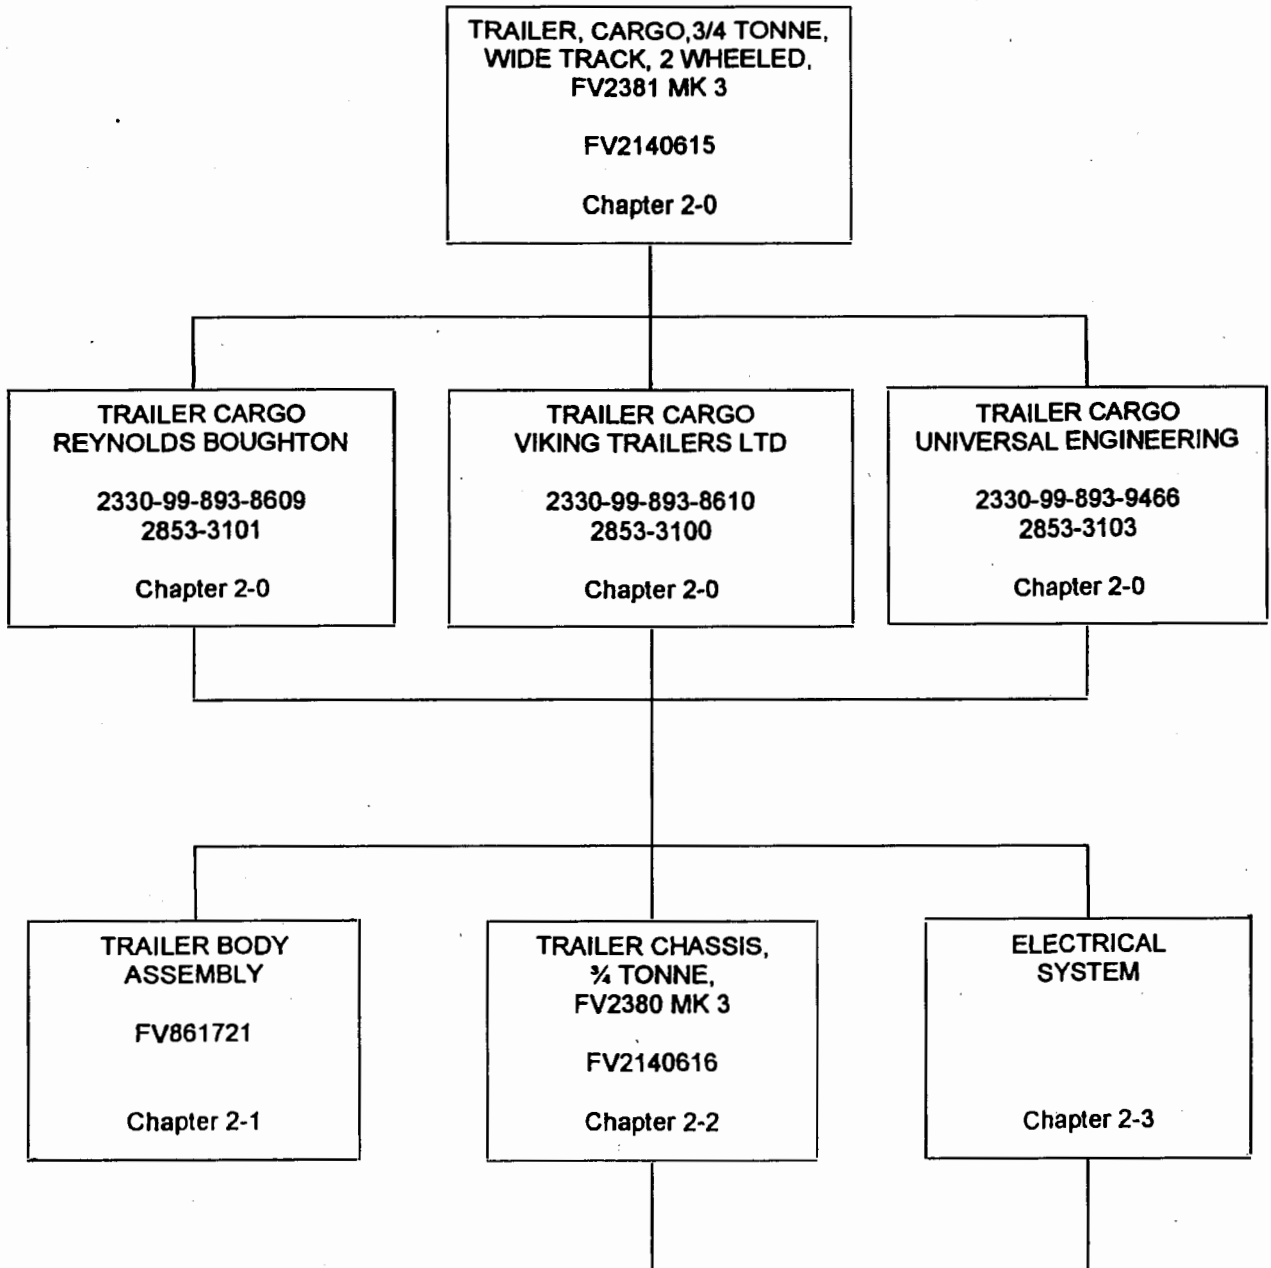 TRAILER, CARGO,3/4 TONNE,
WIDE TRACK, 2 WHEELED,
FV2381 MK 3
FV2140615
Chapter 2-0
TRAILER CARGO
REYNOLDS BOUGHTON
2330-99-893-8609
2853-3101
Chapter 2-0
TRAILER CARGO
VIKING TRAILERS LTD
2330-99-893-8610
2853-3100
Chapter 2-0
TRAILER CARGO
UNIVERSAL ENGINEERING
2330-99-893-9466
2853-3103
Chapter 2-0
TRAILER BODY
ASSEMBLY
FV861721
Chapter 2-1
TRAILER CHASSIS,
¾ TONNE,
FV2380 MK 3
FV2140616
Chapter 2-2
ELECTRICAL
SYSTEM
Chapter 2-3